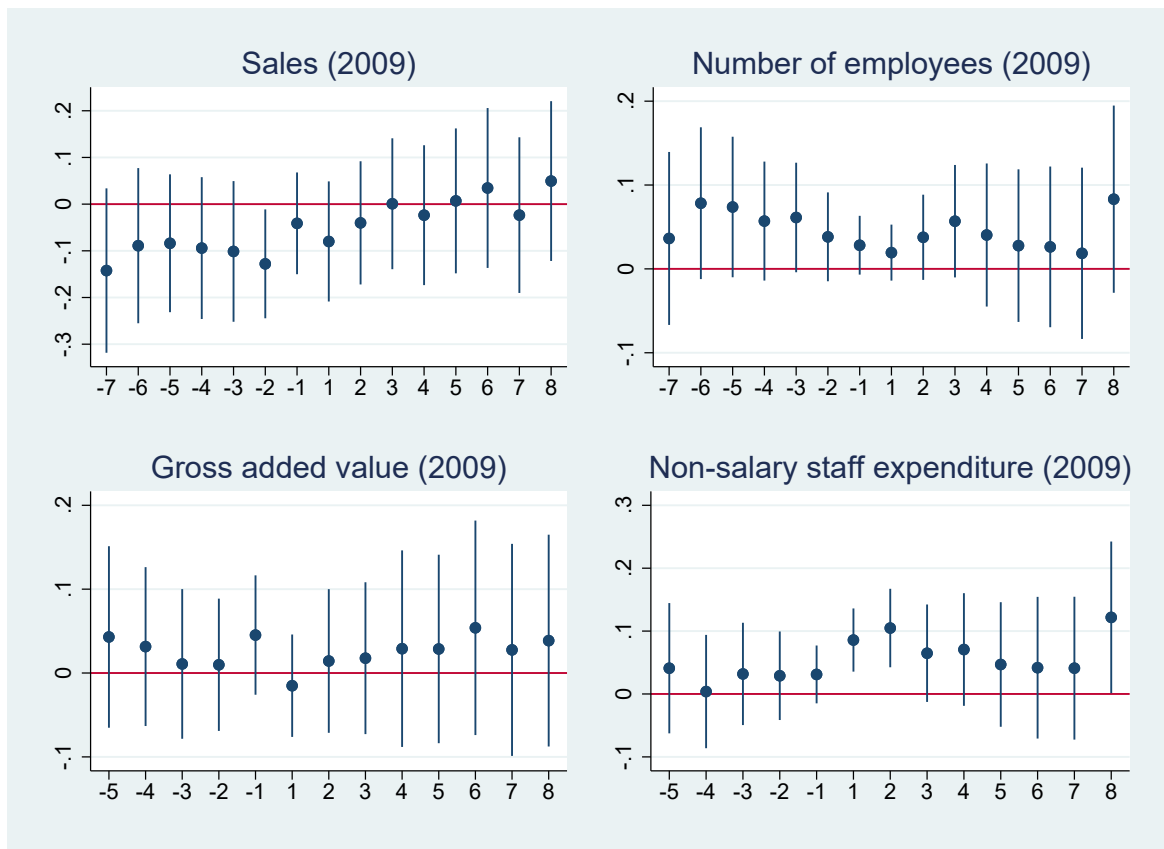 Sales (2009)
.2
.1
0
-.1
-.2
-.3
-7 -6 -5 -4 -3 -2 -1 1 2 3 4 5 6 7 8
Number of employees (2009)
.2
.1
0
-.1
-7 -6 -5 -4 -3 -2 -1 1 2 3 4 5 6 7 8
Gross added value (2009)
.2
.1
0
-.1
-5 -4 -3 -2 -1 1 2 3 4 5 6 7 8
Non-salary staff expenditure (2009)
.3
.2
.1
0
-.1
-5 -4 -3 -2 -1 1 2 3 4 5 6 7 8